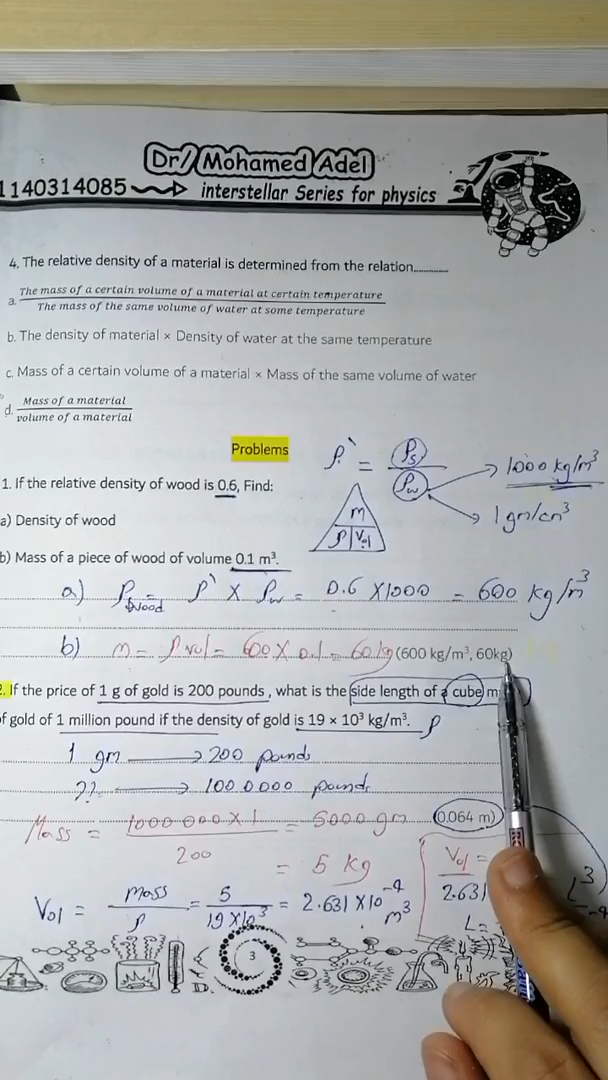 Dr/ Mohamed Adel
1140314085 interstellar Series for physics
4. The relative density of a material is determined from the relation..............
a. The mass of a certain volume of a material at certain temperature
The mass of the same volume of water at some temperature
b. The density of material × Density of water at the same temperature
c. Mass of a certain volume of a material × Mass of the same volume of water
d. Mass of a material
volume of a material
Problems
ρ` = ρs / ρw
1000 kg/m³
1 gm/cm³
m
ρ Vol
1. If the relative density of wood is 0.6, Find:
a) Density of wood
b) Mass of a piece of wood of volume 0.1 m³.
a) ρwood = ρ` × ρw = 0.6 × 1000 = 600 kg/m³
b) m = ρ vol = 600 × 0.1 = 60 kg (600 kg/m³, 60kg)
2. If the price of 1 g of gold is 200 pounds, what is the side length of a cube m
of gold of 1 million pound if the density of gold is 19 × 10³ kg/m³. ρ
1 gm → 200 pounds
?? → 1000000 pounds
Mass = 1000000 × 1 / 200 = 5000 gm (0.064 m)
= 5 kg
Vol =
2.631
L³
L =
Vol = mass / ρ = 5 / 19 × 10³ = 2.631 × 10⁻⁴ m³
3